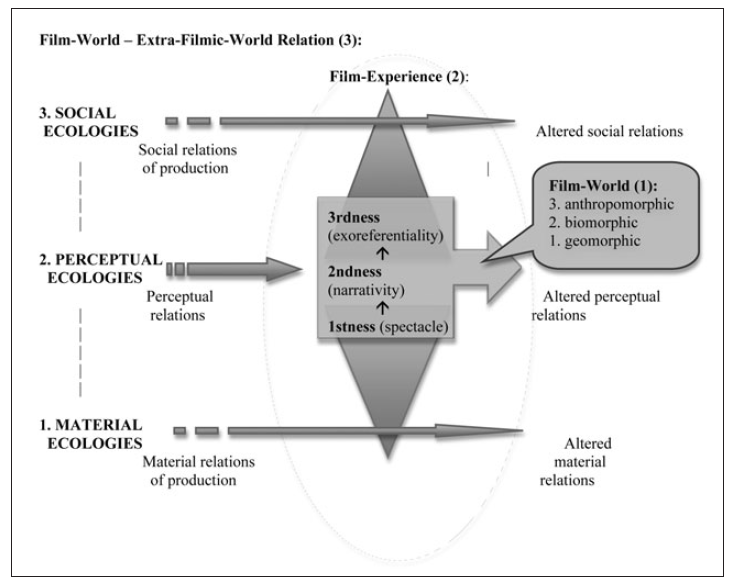 Film-World – Extra-Filmic-World Relation (3):
Film-Experience (2):
3. SOCIAL
ECOLOGIES
Social relations
of production
Altered social relations
Film-World (1):
3. anthropomorphic
2. biomorphic
1. geomorphic
3rdness
(exoreferentiality)
2ndness
(narrativity)
1stness (spectacle)
2. PERCEPTUAL
ECOLOGIES
Perceptual
relations
Altered perceptual
relations
1. MATERIAL
ECOLOGIES
Material relations
of production
Altered
material
relations